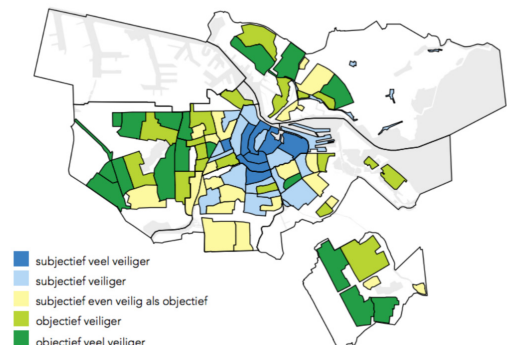 subjectief veel veiliger
subjectief veiliger
subjectief even veilig als objectief
objectief veiliger
objectief veel veiliger